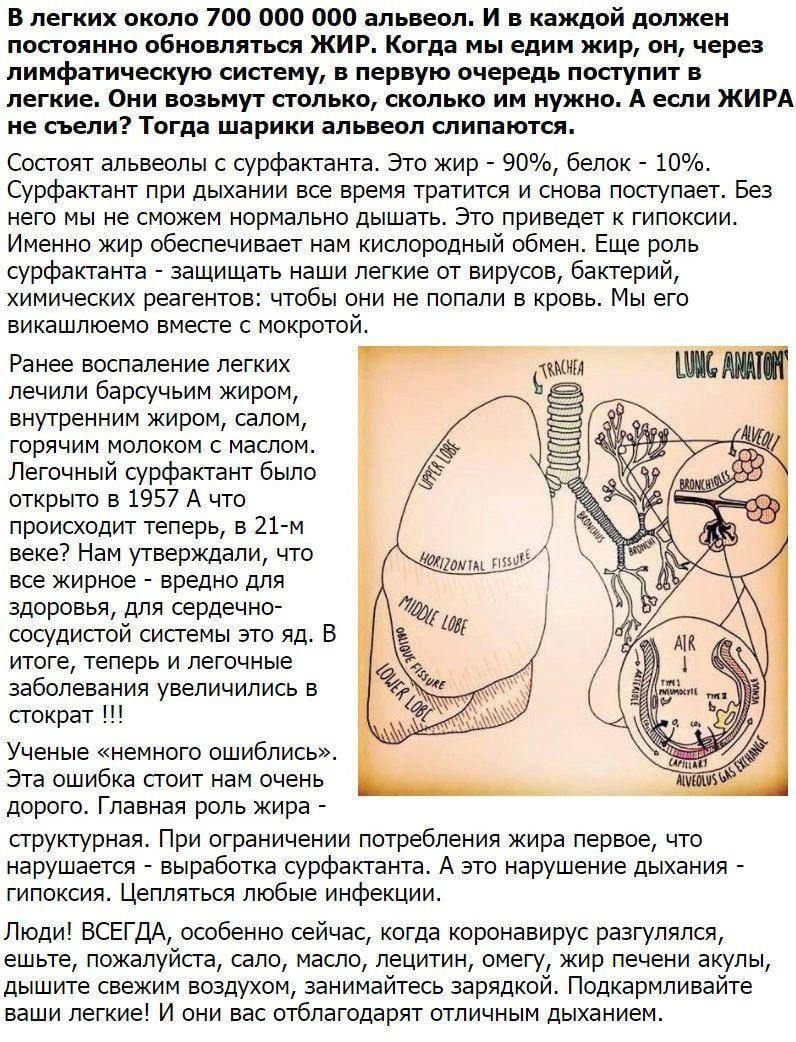 В легких около 700 000 000 альвеол. И в каждой должен
постоянно обновляться ЖИР. Когда мы едим жир, он, через
лимфатическую систему, в первую очередь поступит в
легкие. Они возьмут столько, сколько им нужно. А если ЖИРА
не съели? Тогда шарики альвеол слипаются.
Состоят альвеолы с сурфактанта. Это жир - 90%, белок - 10%.
Сурфактант при дыхании все время тратится и снова поступает. Без
него мы не сможем нормально дышать. Это приведет к гипоксии.
Именно жир обеспечивает нам кислородный обмен. Еще роль
сурфактанта - защищать наши легкие от вирусов, бактерий,
химических реагентов: чтобы они не попали в кровь. Мы его
викашлюемо вместе с мокротой.
Ранее воспаление легких
лечили барсучьим жиром,
внутренним жиром, салом,
горячим молоком с маслом.
Легочный сурфактант было
открыто в 1957 А что
происходит теперь, в 21-м
веке? Нам утверждали, что
все жирное - вредно для
здоровья, для сердечно-
сосудистой системы это яд. В
итоге, теперь и легочные
заболевания увеличились в
стократ !!!
Ученые «немного ошиблись».
Эта ошибка стоит нам очень
дорого. Главная роль жира -
структурная. При ограничении потребления жира первое, что
нарушается - выработка сурфактанта. А это нарушение дыхания -
гипоксия. Цепляться любые инфекции.
Люди! ВСЕГДА, особенно сейчас, когда коронавирус разгулялся,
ешьте, пожалуйста, сало, масло, лецитин, омегу, жир печени акулы,
дышите свежим воздухом, занимайтесь зарядкой. Подкармливайте
ваши легкие! И они вас отблагодарят отличным дыханием.
LUNG ANATOMY
TRACHEA
UPPER LOBE
HORIZONTAL FISSURE
MIDDLE LOBE
OBLIQUE FISSURE
LOWER LOBE
BRONCHUS
BRONCHI
ALVEOLI
BRONCHIOLES
AIR
TYPE I
PNEUMOCYTE
TYPE II
ARTERIOLE
VENULE
O₂
CO₂
CAPILLARY
ALVEOLUS GAS EXCHANGE